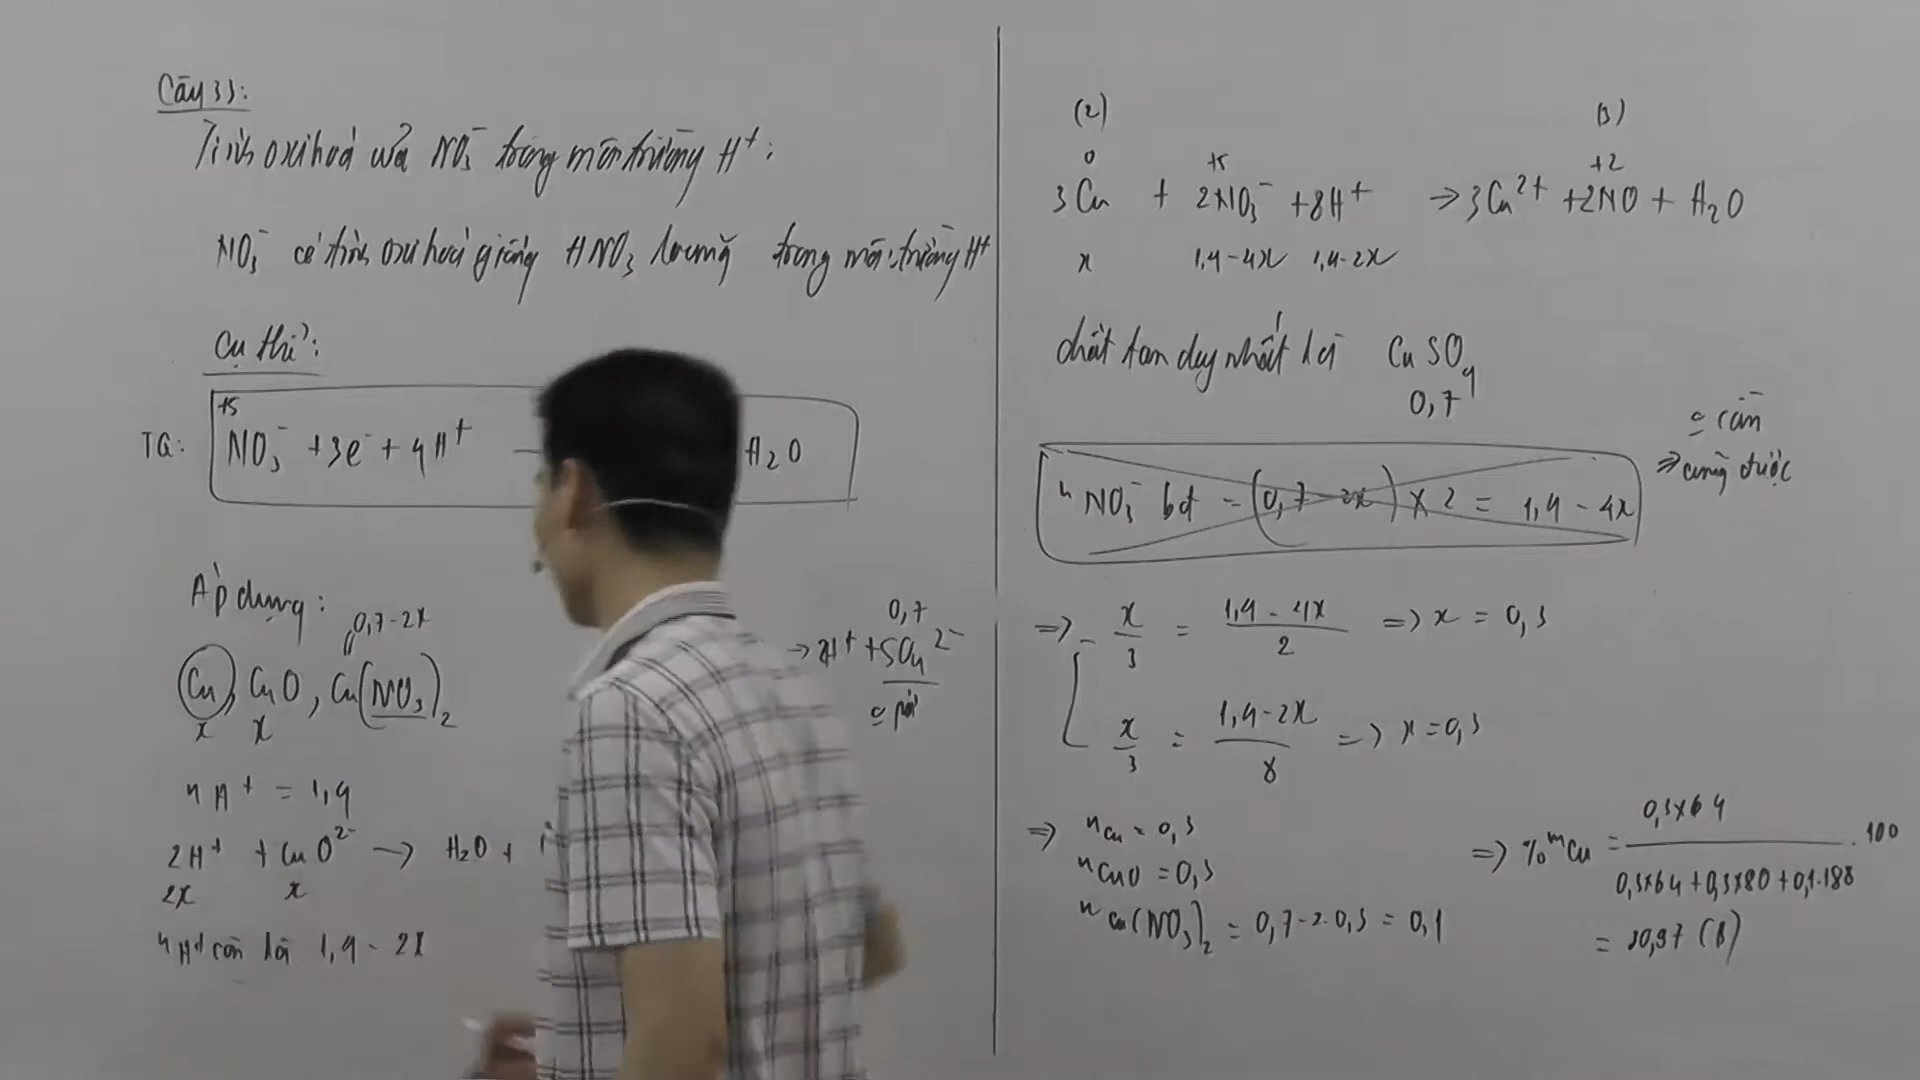 Câu 33:
Tính oxi hoá của NO₃⁻ trong môi trường H⁺:
NO₃⁻ có tính oxi hoá giống HNO₃ loãng trong môi trường H⁺
Cụ thể:
+5
TQ: NO₃⁻ + 3e⁻ + 4H⁺ — H₂O
Áp dụng:
0,7-2x
Cu, CuO, Cu(NO₃)₂
x x
0,7
→ 2H⁺ + SO₄²⁻
nH⁺ = 1,4
2H⁺ + CuO²⁻ → H₂O +
2x x
nH⁺ còn lại 1,4 - 2x
(2) (3)
0 +5 +2
3Cu + 2NO₃⁻ + 8H⁺ → 3Cu²⁺ + 2NO + H₂O
x 1,4-4x 1,4-2x
chất tan duy nhất là CuSO₄
0,7
nNO₃⁻ bđ = (0,7 - 2x) × 2 = 1,4 - 4x
⇒ cũng được
⇒ x/3 = (1,4 - 4x)/2 => x = 0,3
x/3 = (1,4-2x)/8 => x = 0,3
⇒ nCu = 0,3
nCuO = 0,3
nCu(NO₃)₂ = 0,7-2.0,3 = 0,1
=> %mCu = (0,3x64)/(0,3x64+0,3x80+0,1.188) .100
= 30,97 (B)